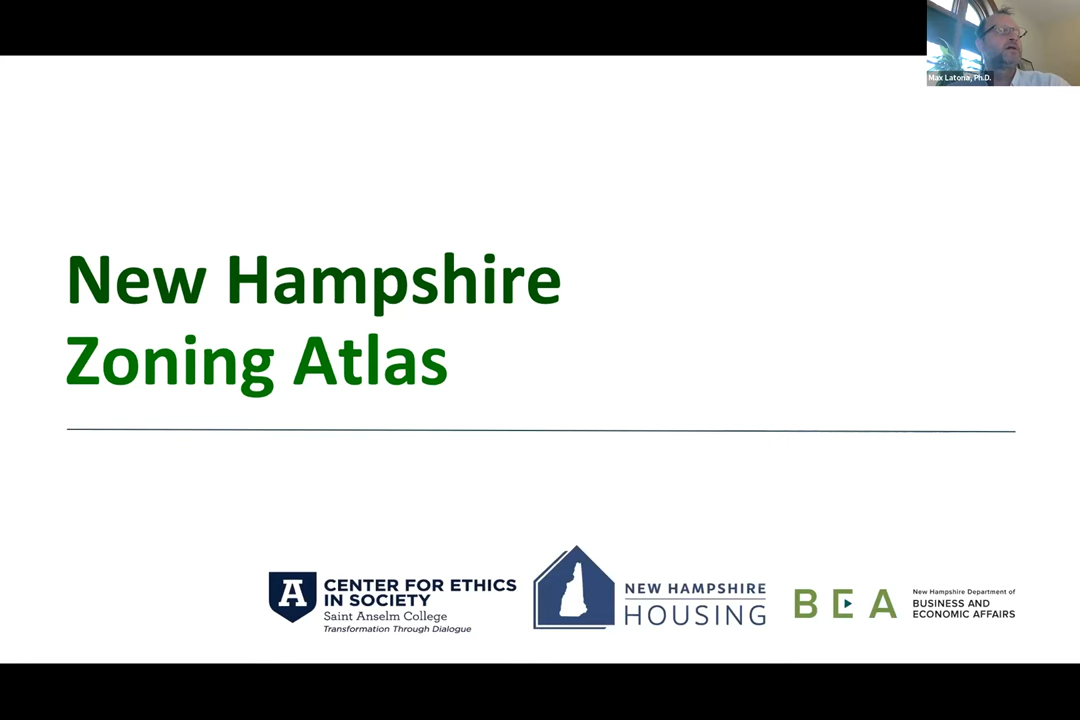 Max Latona, Ph.D.
New Hampshire
Zoning Atlas
A
CENTER FOR ETHICS
IN SOCIETY
Saint Anselm College
Transformation Through Dialogue
NEW HAMPSHIRE
HOUSING
BEA
New Hampshire Department of
BUSINESS AND
ECONOMIC AFFAIRS